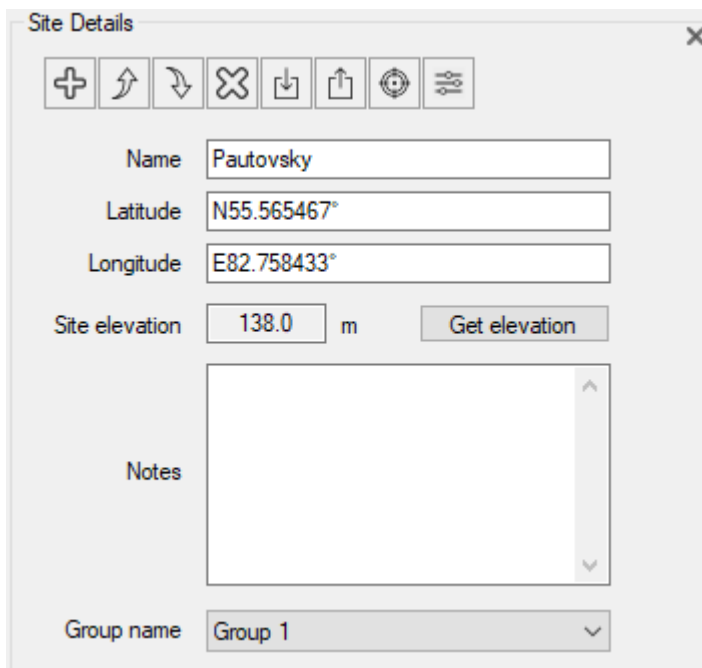 Site Details
Name Pautovsky
Latitude N55.565467°
Longitude E82.758433°
Site elevation 138.0 m Get elevation
Notes
Group name Group 1